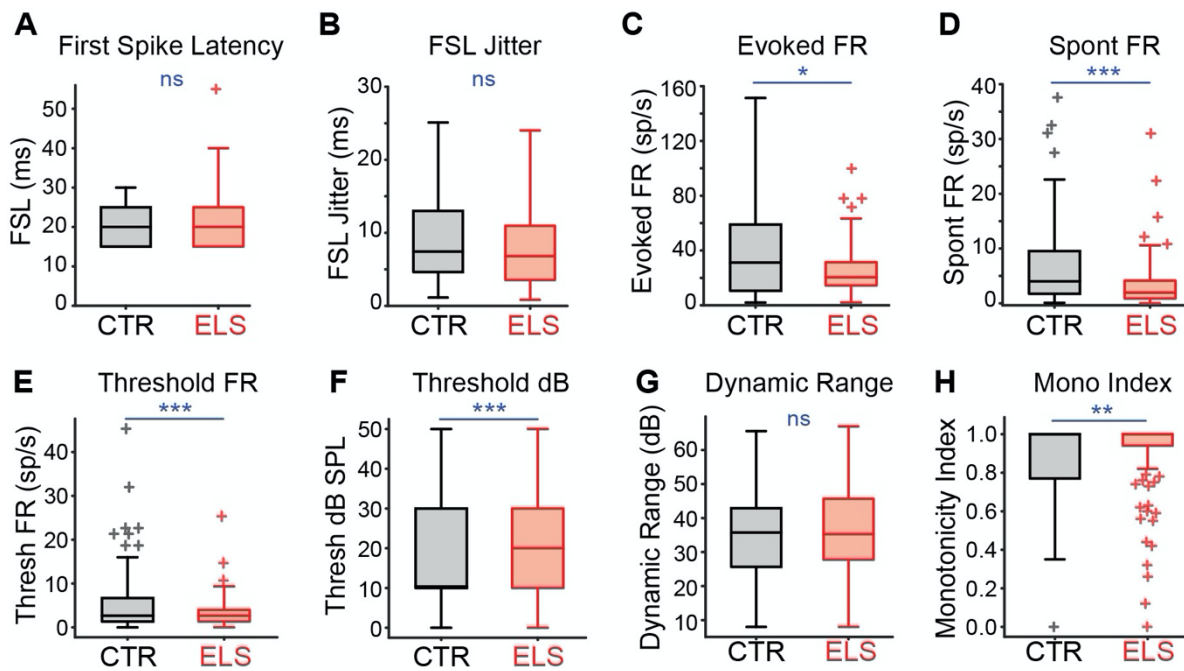 A First Spike Latency
ns
FSL (ms)
50
40
30
20
10
0
CTR ELS
B FSL Jitter
ns
FSL Jitter (ms)
30
20
10
0
CTR ELS
C Evoked FR
*
Evoked FR (sp/s)
160
120
80
40
0
CTR ELS
D Spont FR
***
Spont FR (sp/s)
40
30
20
10
0
CTR ELS
E Threshold FR
***
Thresh FR (sp/s)
40
30
20
10
0
CTR ELS
F Threshold dB
***
Thresh dB SPL
50
40
30
20
10
0
CTR ELS
G Dynamic Range
ns
Dynamic Range (dB)
60
50
40
30
20
10
CTR ELS
H Mono Index
**
Monotonicity Index
1.0
0.8
0.6
0.4
0.2
0.0
CTR ELS